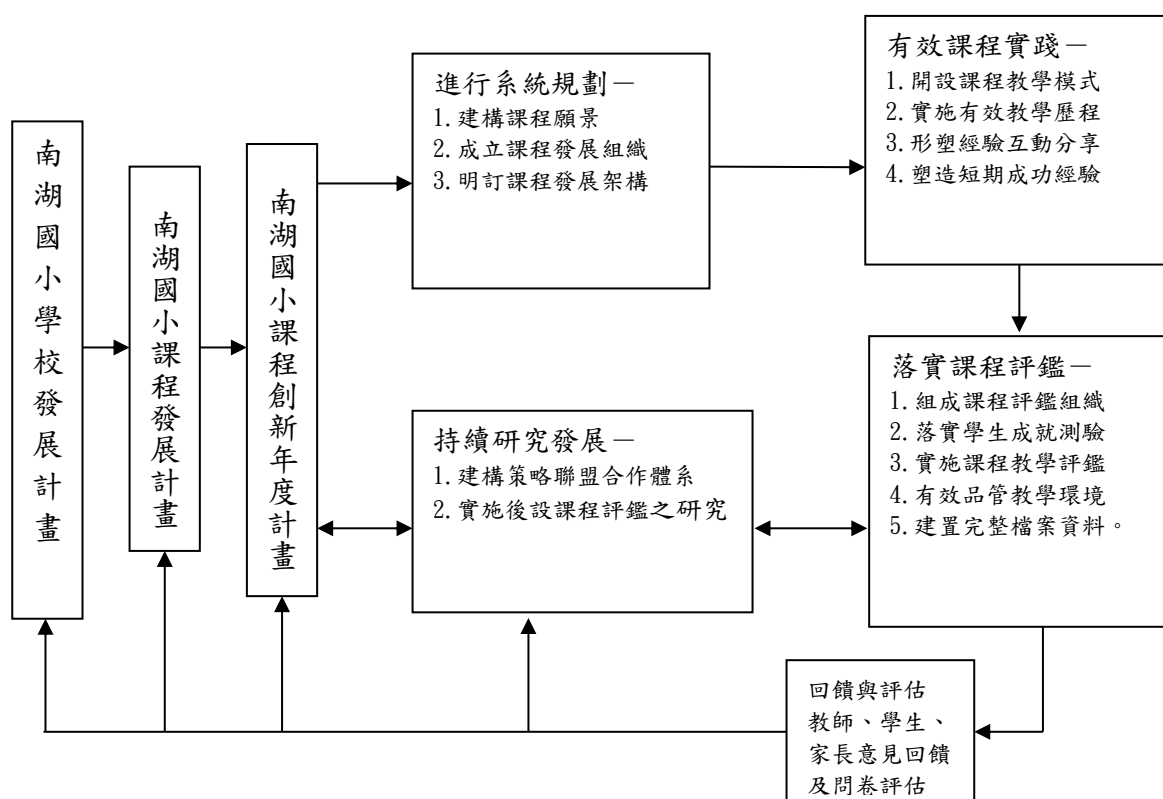 南湖國小學校發展計畫
南湖國小課程發展計畫
南湖國小課程創新年度計畫
進行系統規劃－
1.建構課程願景
2.成立課程發展組織
3.明訂課程發展架構
有效課程實踐－
1.開設課程教學模式
2.實施有效教學歷程
3.形塑經驗互動分享
4.塑造短期成功經驗
持續研究發展－
1.建構策略聯盟合作體系
2.實施後設課程評鑑之研究
落實課程評鑑－
1.組成課程評鑑組織
2.落實學生成就測驗
3.實施課程教學評鑑
4.有效品管教學環境
5.建置完整檔案資料。
回饋與評估
教師、學生、
家長意見回饋
及問卷評估